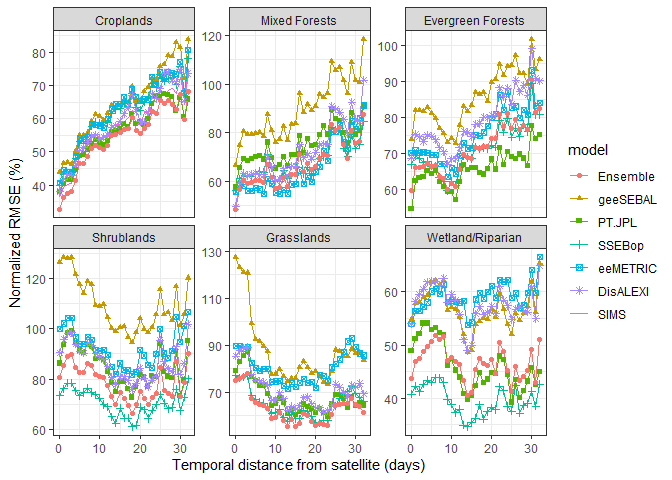 Croplands
Mixed Forests
Evergreen Forests
80
70
60
50
40
120
100
80
60
100
90
80
70
60
Normalized RMSE (%)
Shrublands
Grasslands
Wetland/Riparian
120
100
80
60
130
110
90
70
60
50
40
0 10 20 30
0 10 20 30
0 10 20 30
Temporal distance from satellite (days)
model
Ensemble
geeSEBAL
PT.JPL
SSEBop
eeMETRIC
DisALEXI
SIMS